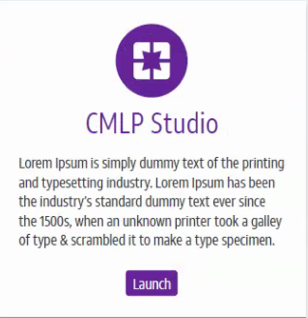 CMLP Studio
Lorem Ipsum is simply dummy text of the printing
and typesetting industry. Lorem Ipsum has been
the industry's standard dummy text ever since
the 1500s, when an unknown printer took a galley
of type & scrambled it to make a type specimen.
Launch